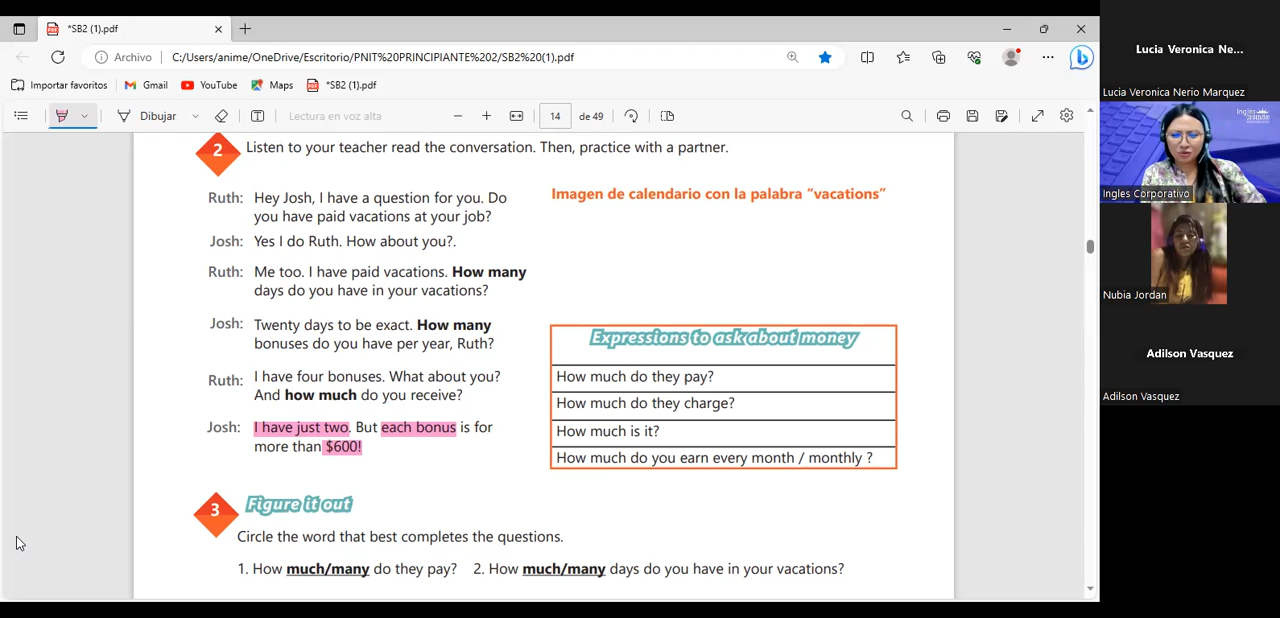 *SB2 (1).pdf
Archivo
C:/Users/anime/OneDrive/Escritorio/PNIT%20PRINCIPIANTE%202/SB2%20(1).pdf
Importar favoritos
Gmail
YouTube
Maps
*SB2 (1).pdf
Dibujar
Lectura en voz alta
14
de 49
2
Listen to your teacher read the conversation. Then, practice with a partner.
Ruth: Hey Josh, I have a question for you. Do
you have paid vacations at your job?
Josh: Yes I do Ruth. How about you?.
Ruth: Me too. I have paid vacations. How many
days do you have in your vacations?
Josh: Twenty days to be exact. How many
bonuses do you have per year, Ruth?
Ruth: I have four bonuses. What about you?
And how much do you receive?
Josh: I have just two. But each bonus is for
more than $600!
Imagen de calendario con la palabra “vacations”
Expressions to ask about money
How much do they pay?
How much do they charge?
How much is it?
How much do you earn every month / monthly ?
3
Figure it out
Circle the word that best completes the questions.
1. How much/many do they pay? 2. How much/many days do you have in your vacations?
Lucia Veronica Ne...
Lucia Veronica Nerio Marquez
Ingles Corporativo
Nubia Jordan
Adilson Vasquez
Adilson Vasquez